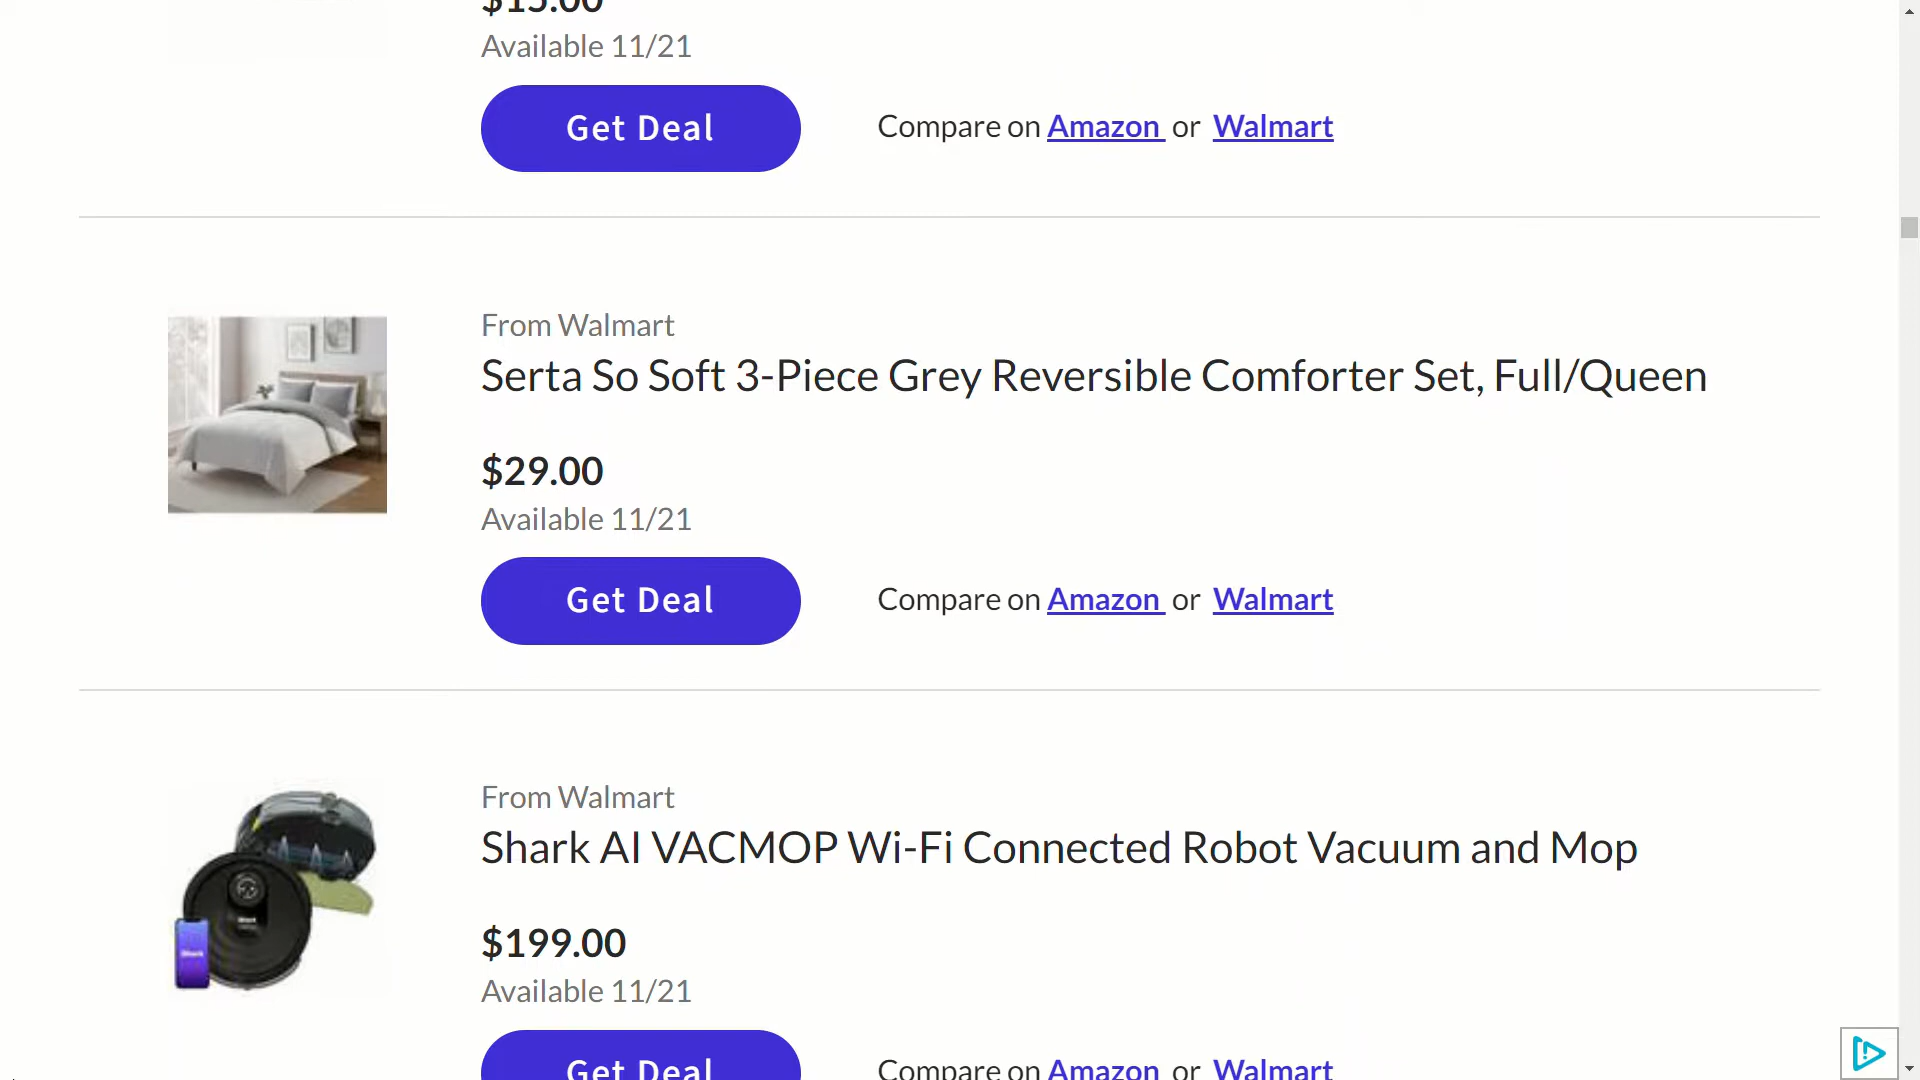 $15.00
Available 11/21
Get Deal
Compare on Amazon or Walmart
From Walmart
Serta So Soft 3-Piece Grey Reversible Comforter Set, Full/Queen
$29.00
Available 11/21
Get Deal
Compare on Amazon or Walmart
From Walmart
Shark AI VACMOP Wi-Fi Connected Robot Vacuum and Mop
$199.00
Available 11/21
Get Deal
Compare on Amazon or Walmart